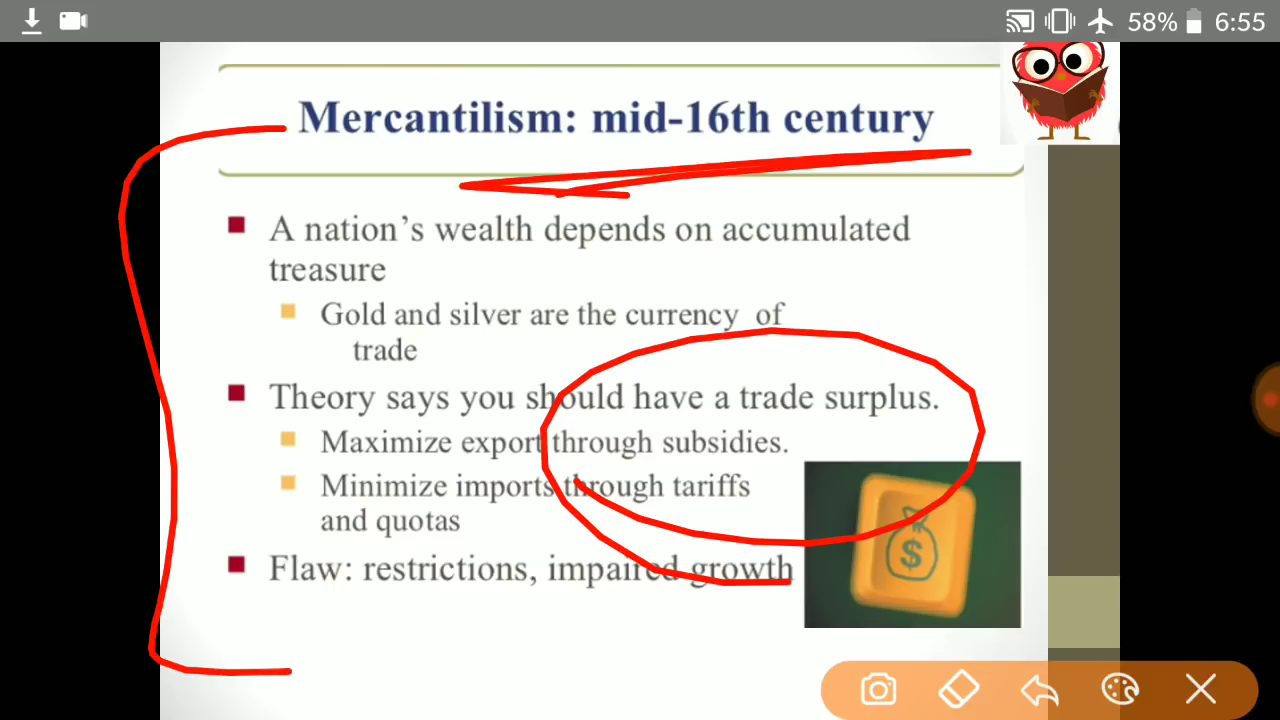 58% 6:55
Mercantilism: mid-16th century
A nation's wealth depends on accumulated
treasure
Gold and silver are the currency of
trade
Theory says you should have a trade surplus.
Maximize export through subsidies.
Minimize imports through tariffs
and quotas
Flaw: restrictions, impaired growth
$